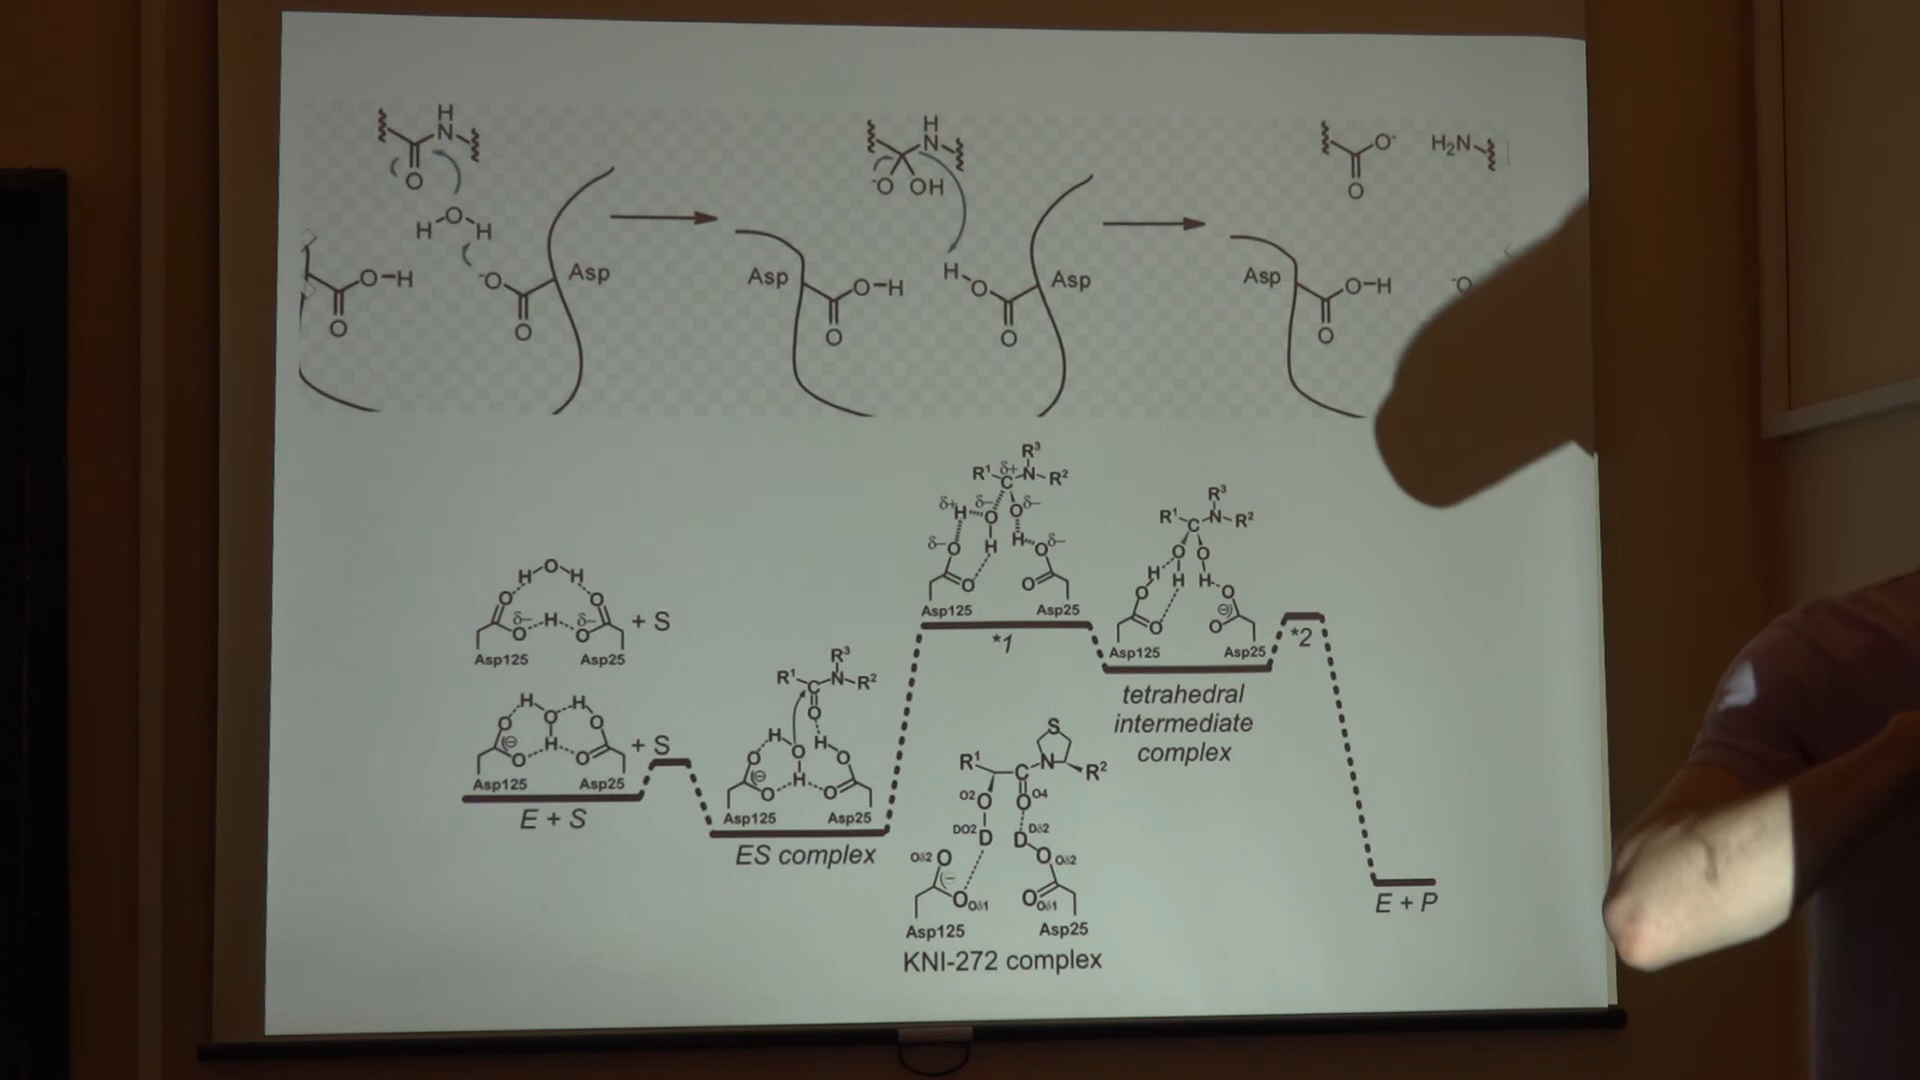 H
N
O
H O H
O-H
-O
Asp
O
O
H
N
-O OH
Asp
O-H
H
O
Asp
O
O
O-
O
H2N
Asp
O-H
O
-O
R3
R1 δ+ C N R2
δ+ H δ- O O δ-
δ- O H H O δ-
O O
Asp125 Asp25
*1
R3
R1 C N R2
O O
H H H
O O
O ⊖ O
Asp125 Asp25
*2
tetrahedral
intermediate
complex
H O H
O O
δ- H δ-
O O
+ S
Asp125 Asp25
H H
O O O
⊖ H
O O
+ S
Asp125 Asp25
E + S
R3
R1 C N R2
O
H O H
O O
⊖ H
O O
Asp125 Asp25
ES complex
S
R1 C N R2
O2 O O O4
DO2 D D Dδ2
Oδ2 O O Oδ2
(−
O Oδ1 O Oδ1
Asp125 Asp25
KNI-272 complex
E + P